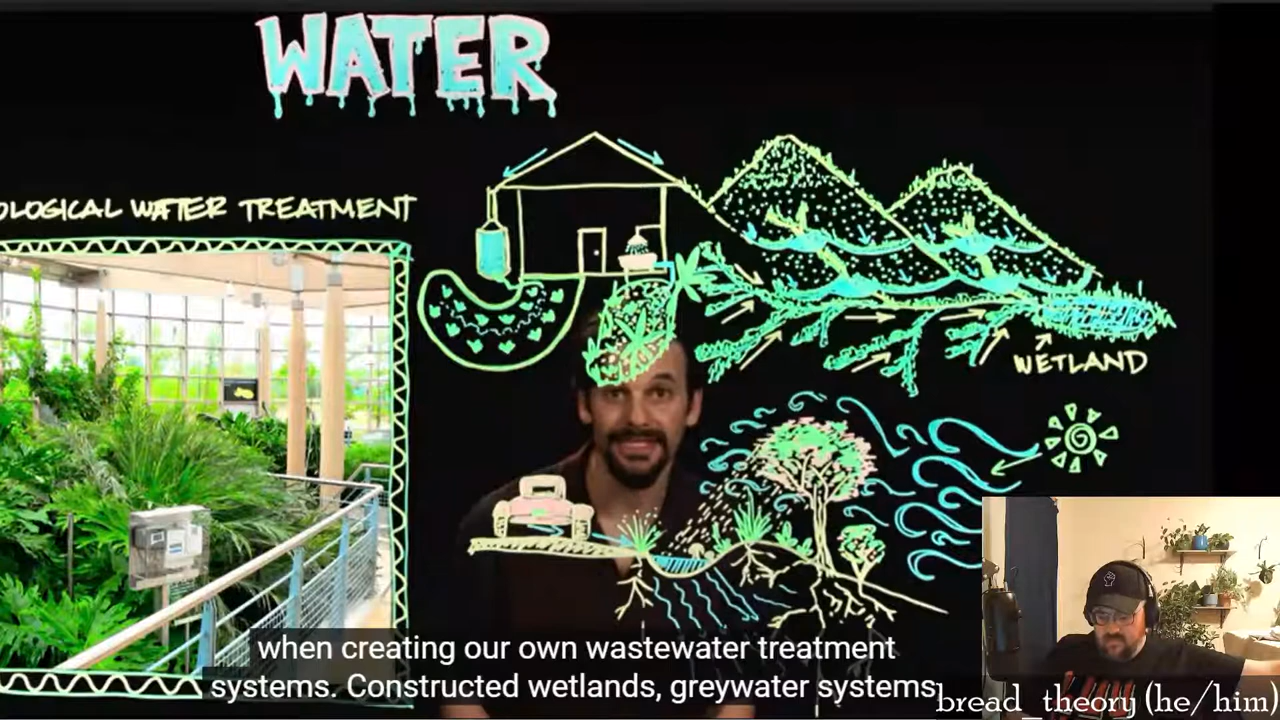 WATER
OLOGICAL WATER TREATMENT
WETLAND
when creating our own wastewater treatment
systems. Constructed wetlands, greywater systems,
bread_theory (he/him)